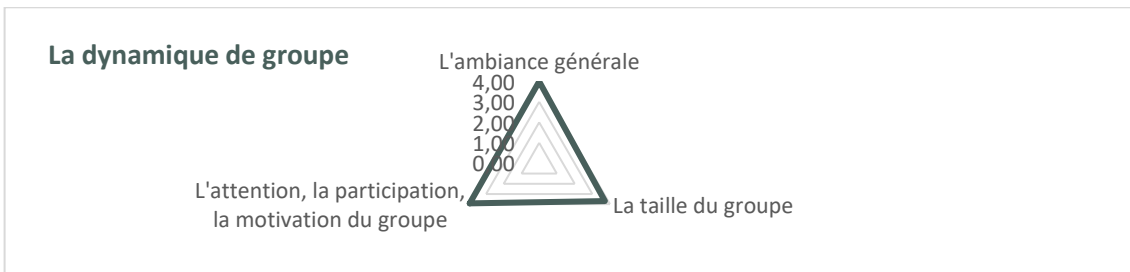 La dynamique de groupe
L'ambiance générale
4,00
3,00
2,00
1,00
0,00
L'attention, la participation,
la motivation du groupe
La taille du groupe